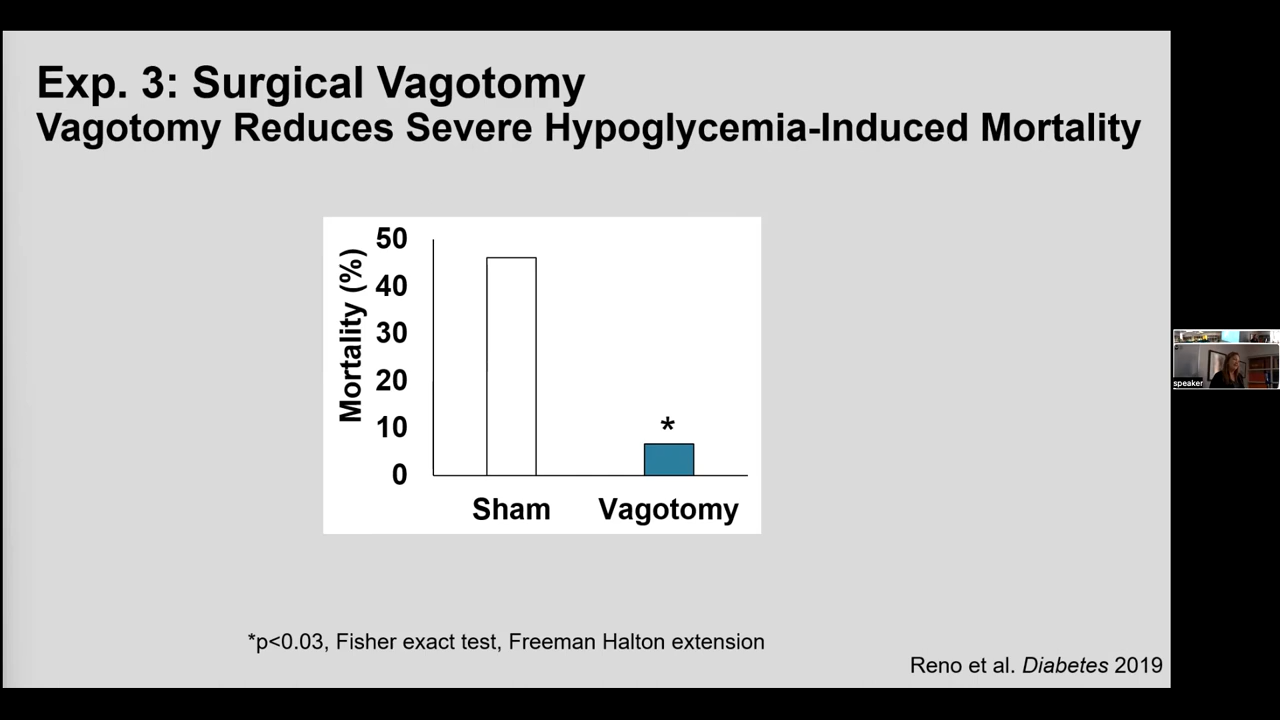 Exp. 3: Surgical Vagotomy
Vagotomy Reduces Severe Hypoglycemia-Induced Mortality
Mortality (%)
50
40
30
20
10
0
*
Sham Vagotomy
*p<0.03, Fisher exact test, Freeman Halton extension
Reno et al. Diabetes 2019
speaker